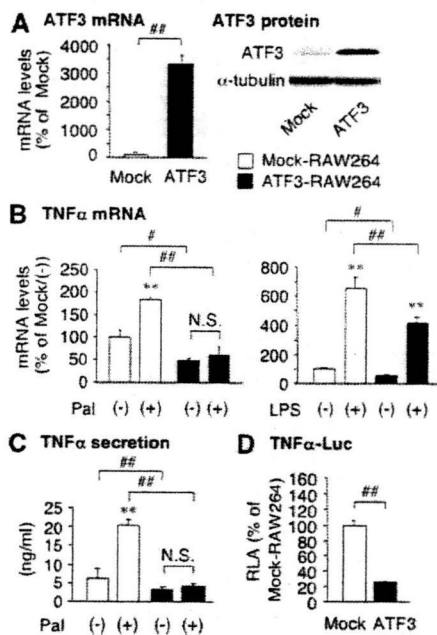 A ATF3 mRNA
##
mRNA levels
(% of Mock)
4000
3000
2000
1000
0
Mock ATF3
ATF3 protein
ATF3
α-tubulin
Mock
ATF3
Mock-RAW264
ATF3-RAW264
B TNFα mRNA
#
##
**
N.S.
mRNA levels
(% of Mock/(-))
250
200
150
100
50
0
Pal (-) (+) (-) (+)
#
##
**
**
800
600
400
200
0
LPS (-) (+) (-) (+)
C TNFα secretion
##
##
**
N.S.
(ng/ml)
25
20
15
10
5
0
Pal (-) (+) (-) (+)
D TNFα-Luc
##
RLA (% of
Mock-RAW264)
160
140
120
100
80
60
40
20
0
Mock ATF3